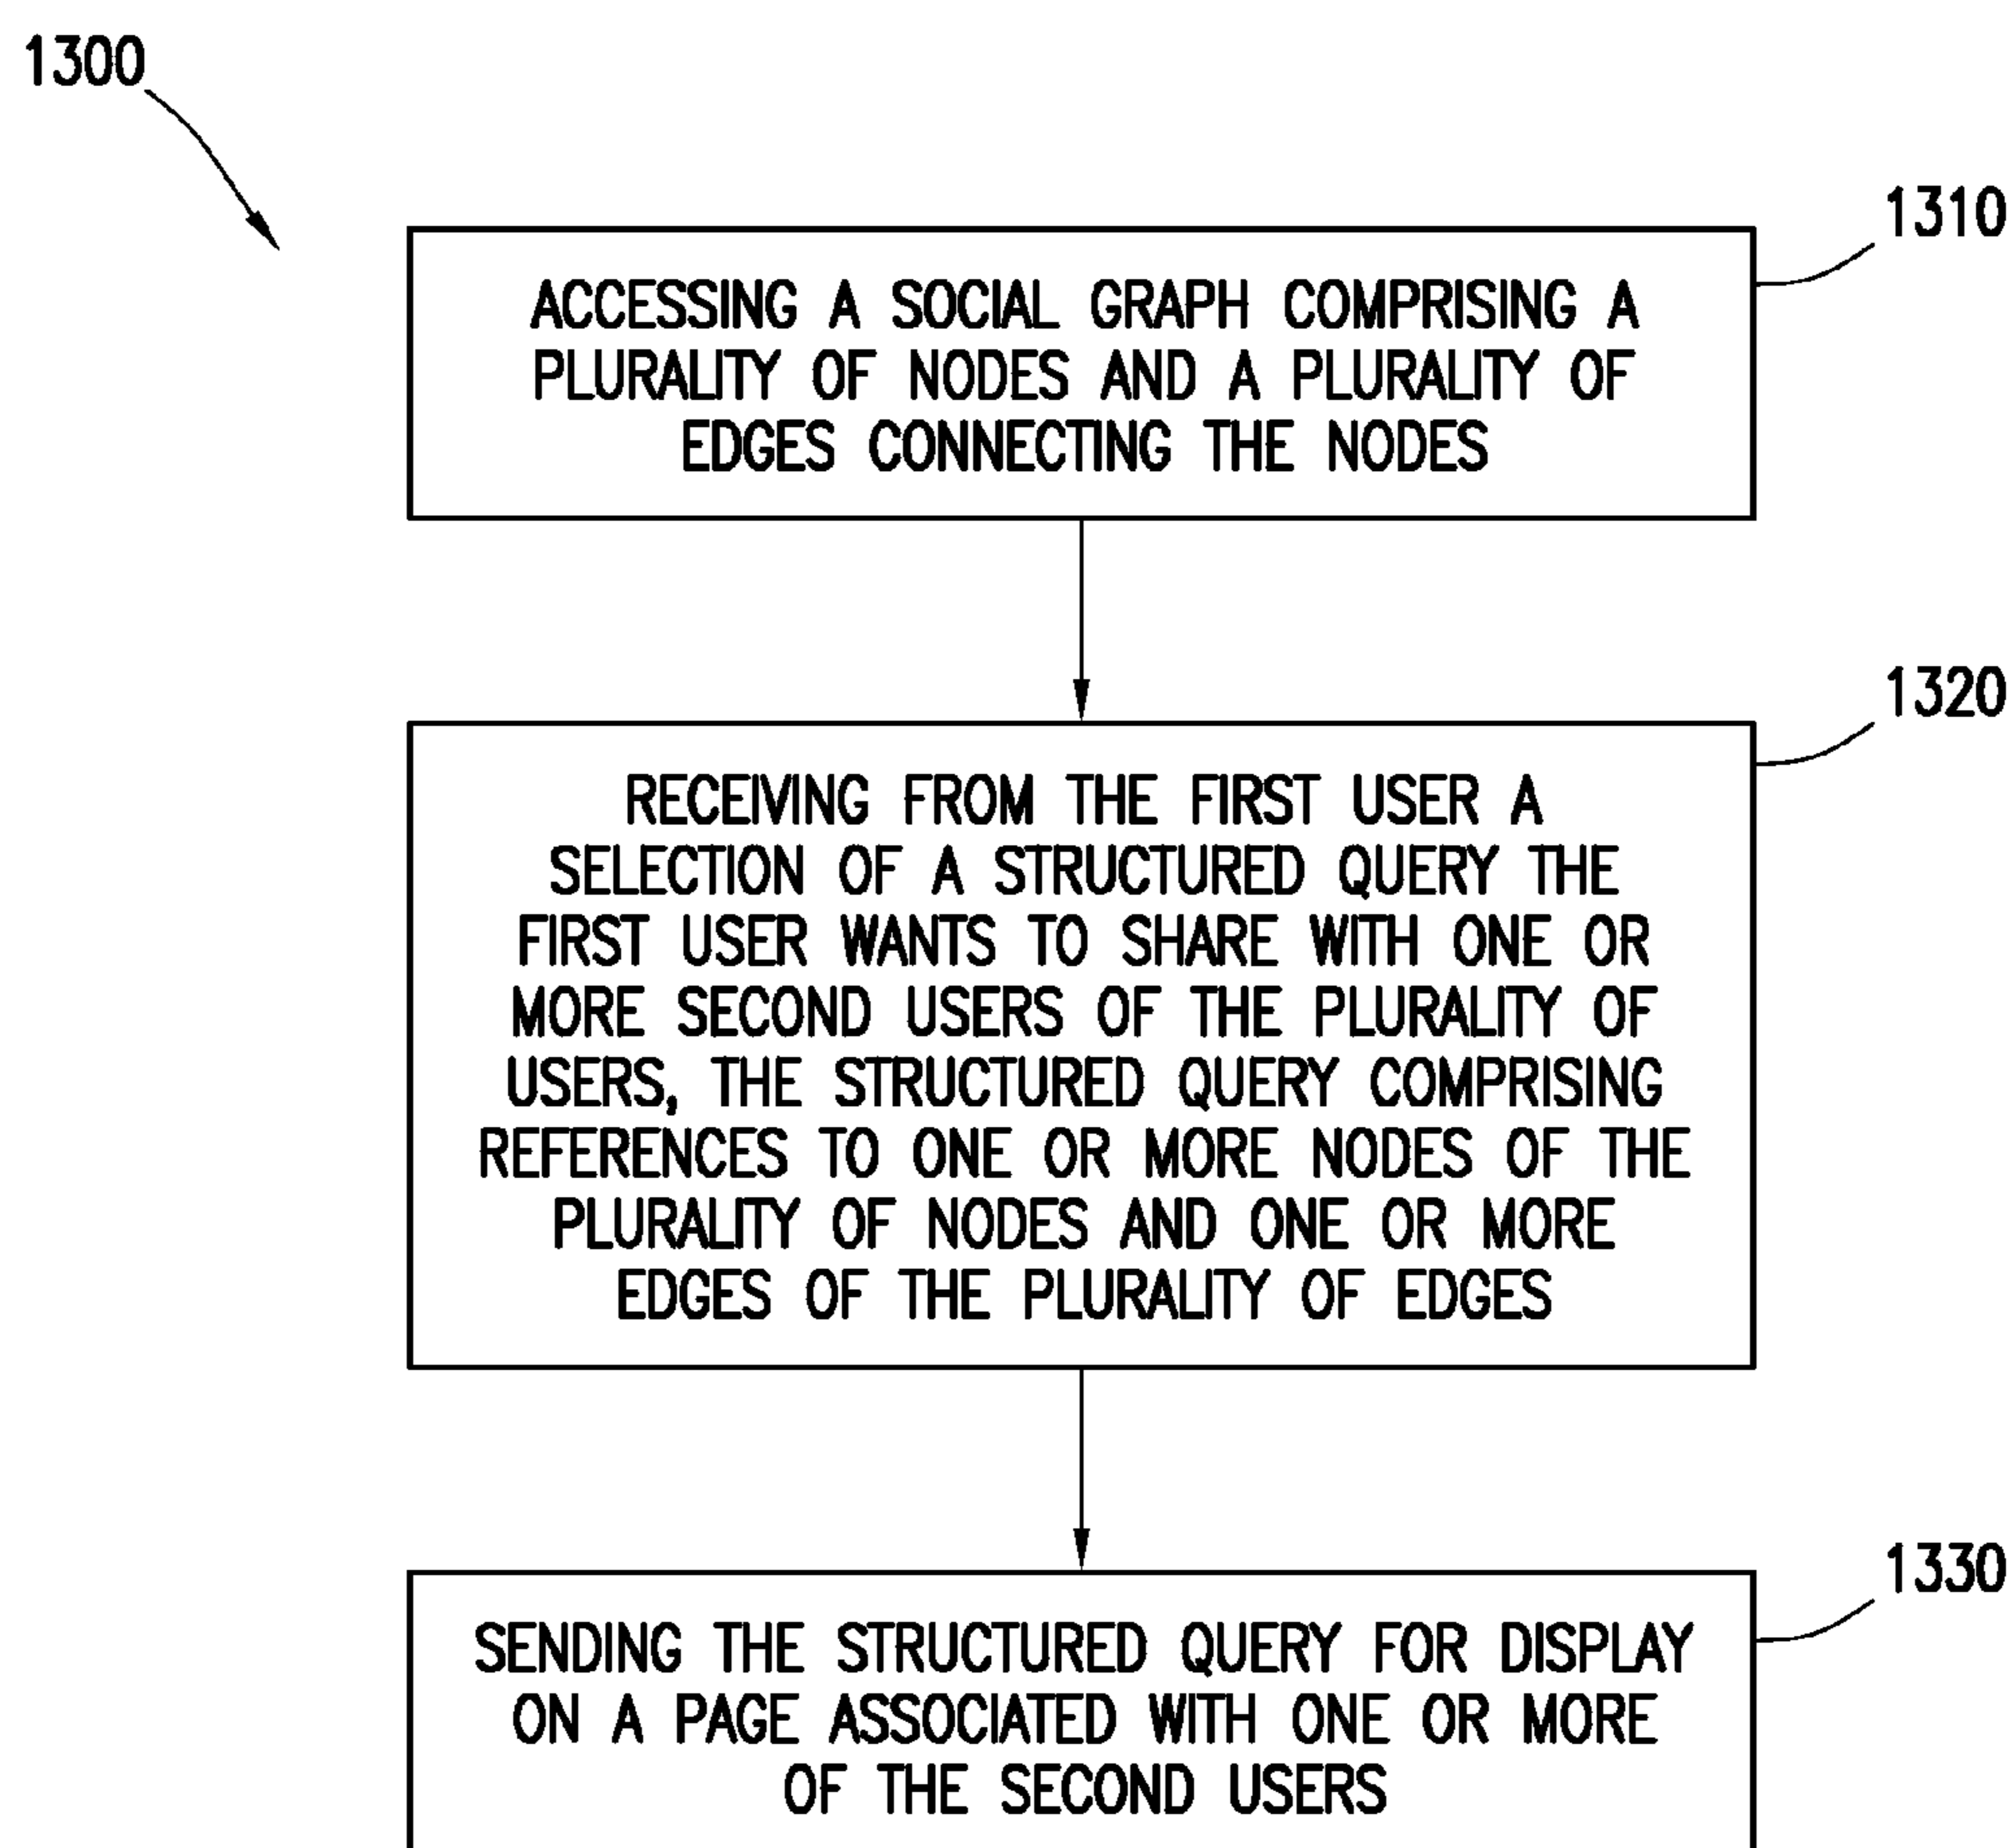 1300
1310
ACCESSING A SOCIAL GRAPH COMPRISING A
PLURALITY OF NODES AND A PLURALITY OF
EDGES CONNECTING THE NODES
1320
RECEIVING FROM THE FIRST USER A
SELECTION OF A STRUCTURED QUERY THE
FIRST USER WANTS TO SHARE WITH ONE OR
MORE SECOND USERS OF THE PLURALITY OF
USERS, THE STRUCTURED QUERY COMPRISING
REFERENCES TO ONE OR MORE NODES OF THE
PLURALITY OF NODES AND ONE OR MORE
EDGES OF THE PLURALITY OF EDGES
1330
SENDING THE STRUCTURED QUERY FOR DISPLAY
ON A PAGE ASSOCIATED WITH ONE OR MORE
OF THE SECOND USERS